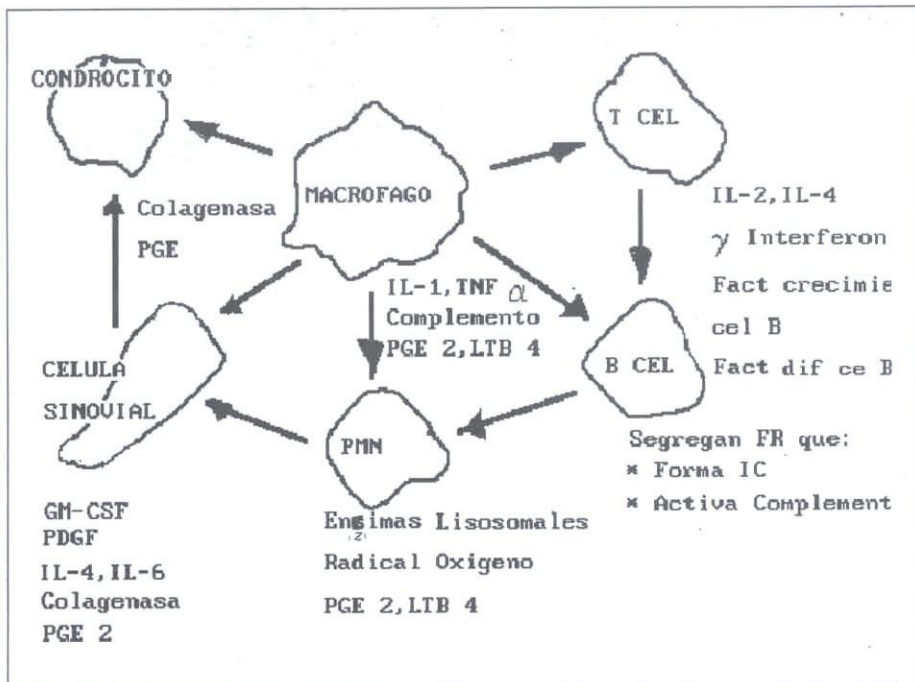 CONDROCITO
MACROFAGO
T CEL
Colagenasa
PGE
IL-2, IL-4
γ Interferon
Fact crecimie
cel B
Fact dif ce B
IL-1, TNF α
Complemento
PGE 2, LTB 4
CELULA
SINOVIAL
B CEL
PMN
Segregan FR que:
* Forma IC
* Activa Complement
GM-CSF
PDGF
IL-4, IL-6
Colagenasa
PGE 2
Ensimas Lisosomales
z
Radical Oxigeno
PGE 2, LTB 4